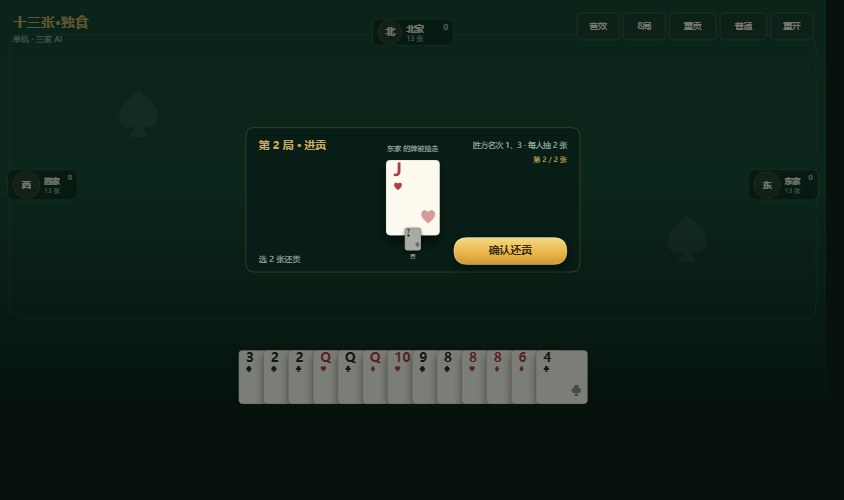 十三张•独食
单机 · 三家 AI
北
北家
0
13 张
音效
8局
重贡
普通
重开
第 2 局 • 进贡
东家 的牌被抽走
胜方名次 1、3 · 每人抽 2 张
第 2 / 2 张
J
西
西家
0
13 张
东
东家
0
13 张
西
选 2 张还贡
确认还贡
3 2 2 Q Q Q 10 9 8 8 8 6 4